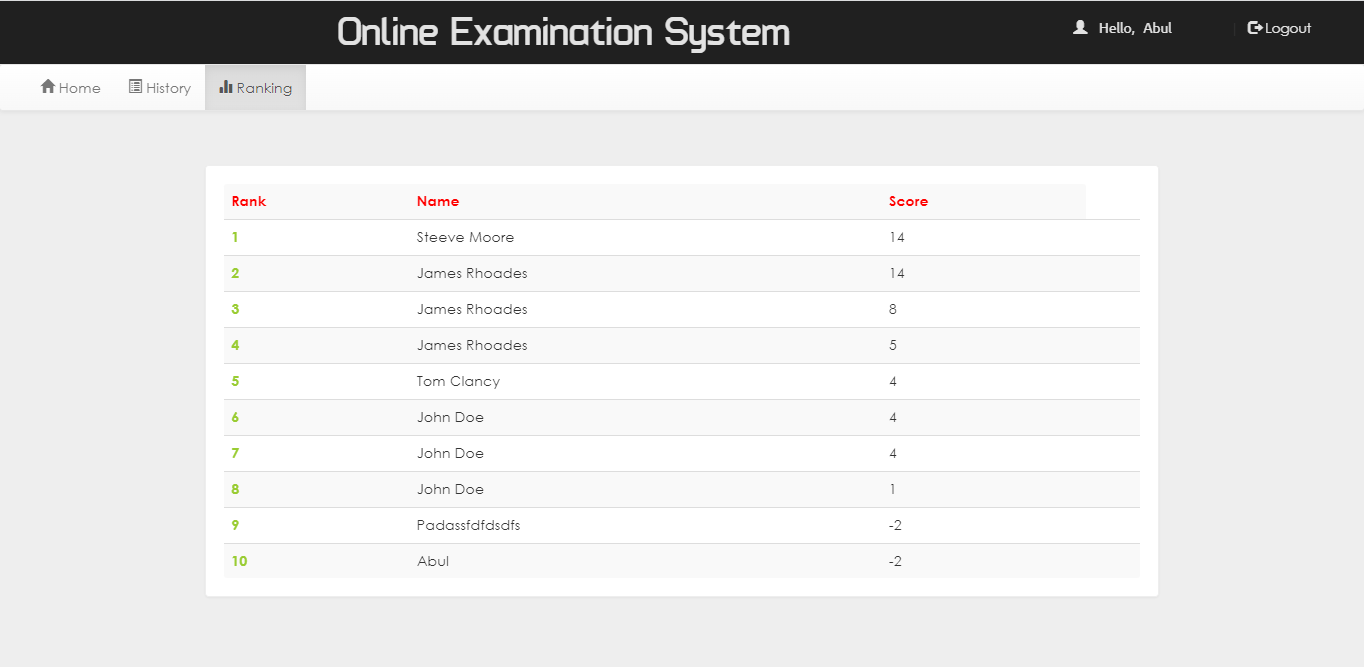 Online Examination System
Hello, Abul
Logout
Home History Ranking
Rank Name Score
1 Steeve Moore 14
2 James Rhoades 14
3 James Rhoades 8
4 James Rhoades 5
5 Tom Clancy 4
6 John Doe 4
7 John Doe 4
8 John Doe 1
9 Padassfdfdsdfs -2
10 Abul -2